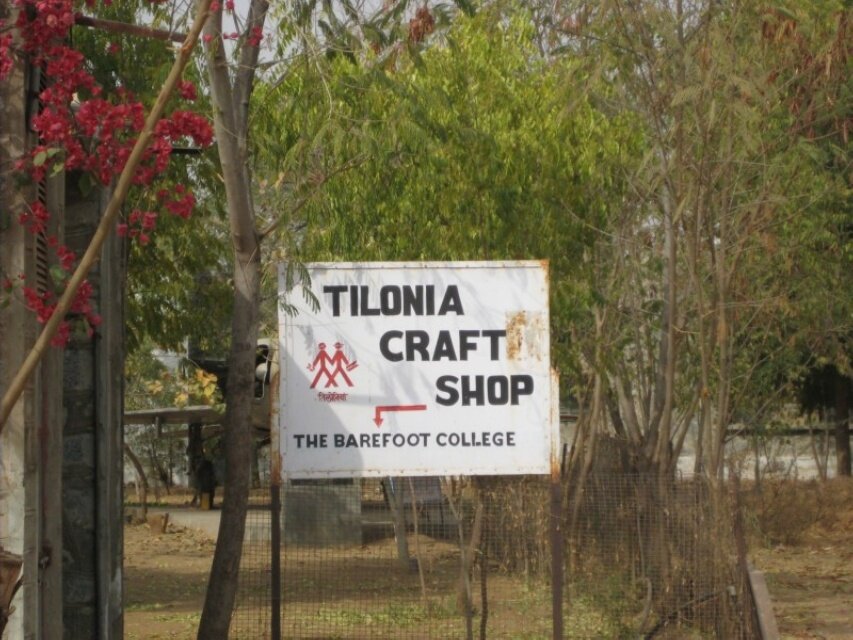 TILONIA
CRAFT
SHOP
तिलोनिया
THE BAREFOOT COLLEGE